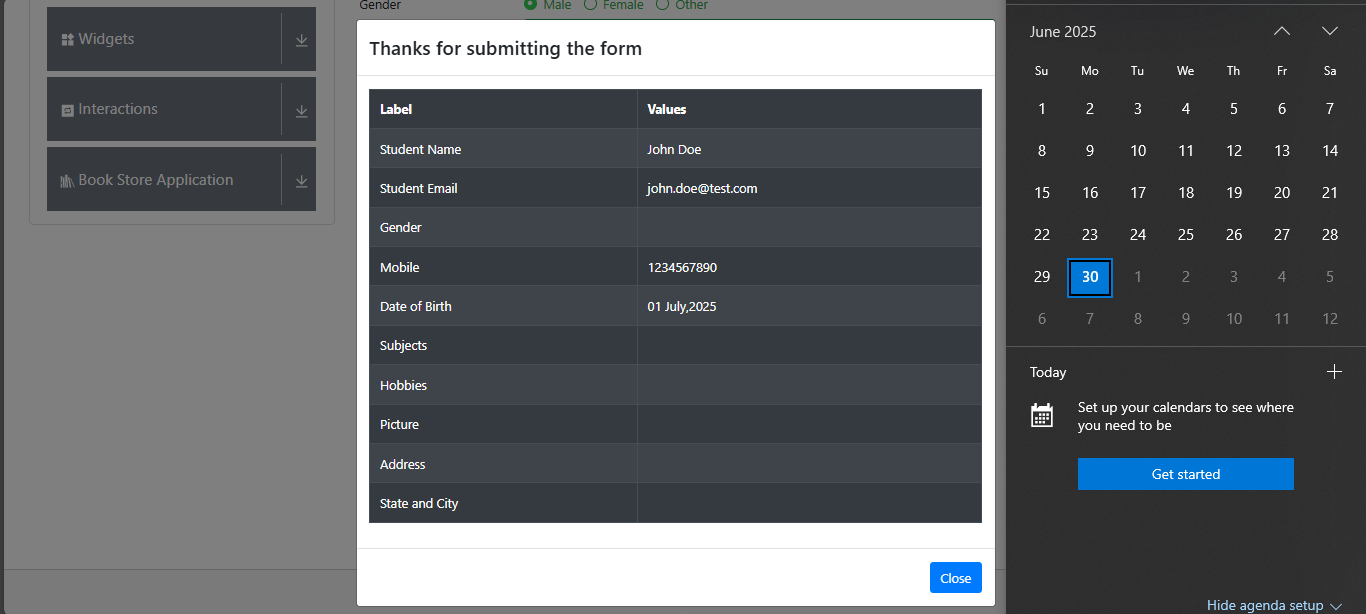 Gender Male Female Other
Widgets
Interactions
Book Store Application
Thanks for submitting the form
Label Values
Student Name John Doe
Student Email john.doe@test.com
Gender
Mobile 1234567890
Date of Birth 01 July,2025
Subjects
Hobbies
Picture
Address
State and City
Close
June 2025
Su Mo Tu We Th Fr Sa
1 2 3 4 5 6 7
8 9 10 11 12 13 14
15 16 17 18 19 20 21
22 23 24 25 26 27 28
29 30 1 2 3 4 5
6 7 8 9 10 11 12
Today
Set up your calendars to see where
you need to be
Get started
Hide agenda setup